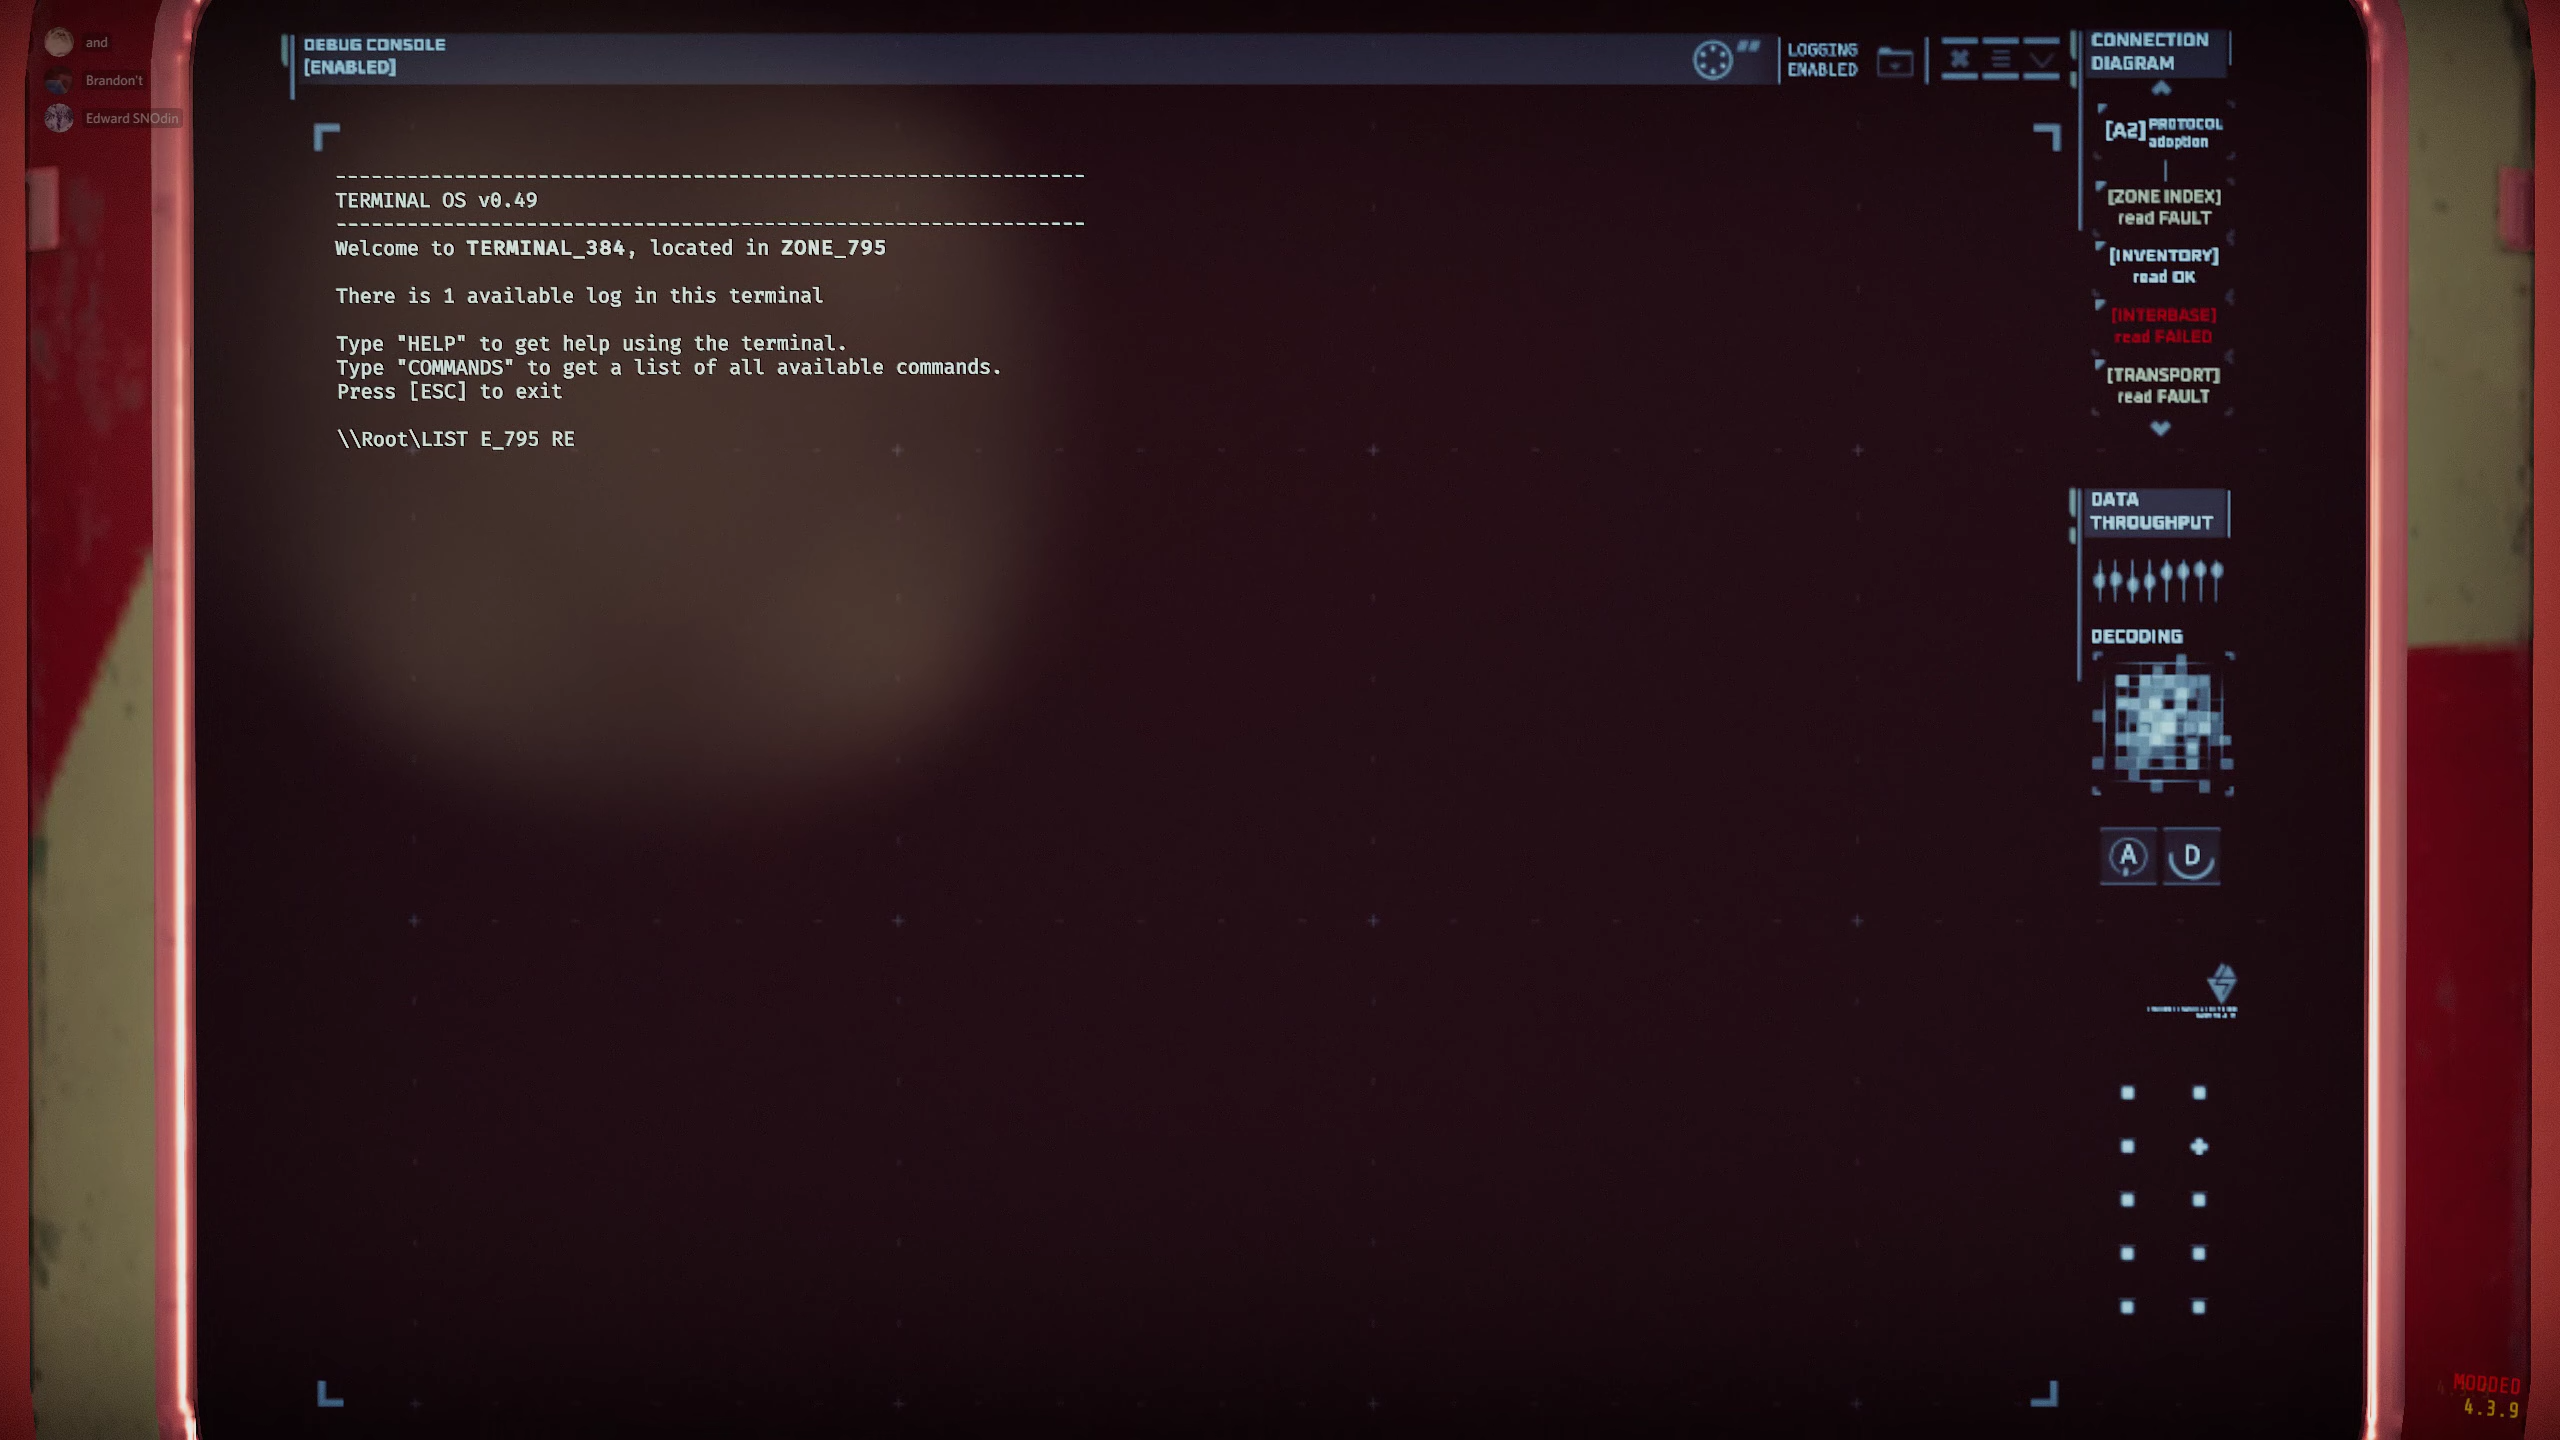 and
Brandon't
Edward SNOdin
DEBUG CONSOLE
[ENABLED]
LOGGING
ENABLED
------------------------------------------------------------
TERMINAL OS v0.49
------------------------------------------------------------
Welcome to TERMINAL_384, located in ZONE_795
There is 1 available log in this terminal
Type "HELP" to get help using the terminal.
Type "COMMANDS" to get a list of all available commands.
Press [ESC] to exit
\\Root\LIST E_795 RE
CONNECTION
DIAGRAM
[A2] PROTOCOL
adoption
[ZONE INDEX]
read FAULT
[INVENTORY]
read OK
[INTERBASE]
read FAILED
[TRANSPORT]
read FAULT
DATA
THROUGHPUT
DECODING
A D
MODDED
4.3.9